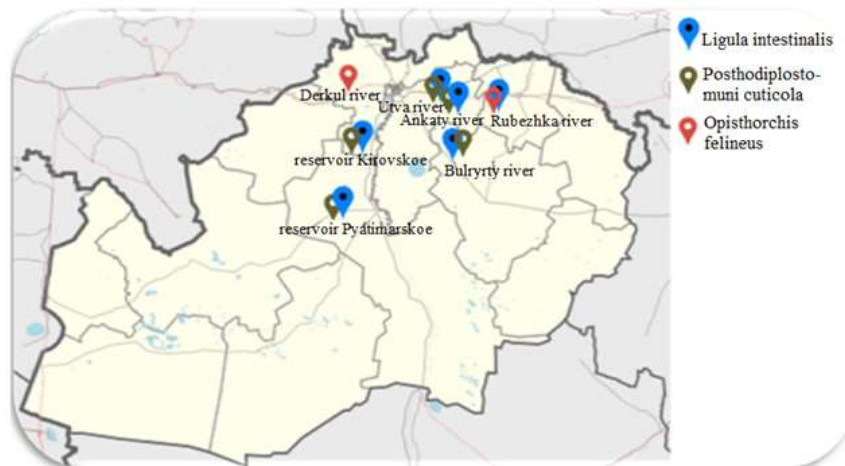 Ligula intestinalis
Posthodiplosto-
muni cuticola
Opisthorchis
felineus
Derkul river
Utva river
Ankaty river
Rubezhka river
reservoir Kirovskoe
Bulryrty river
reservoir Pyatimarskoe